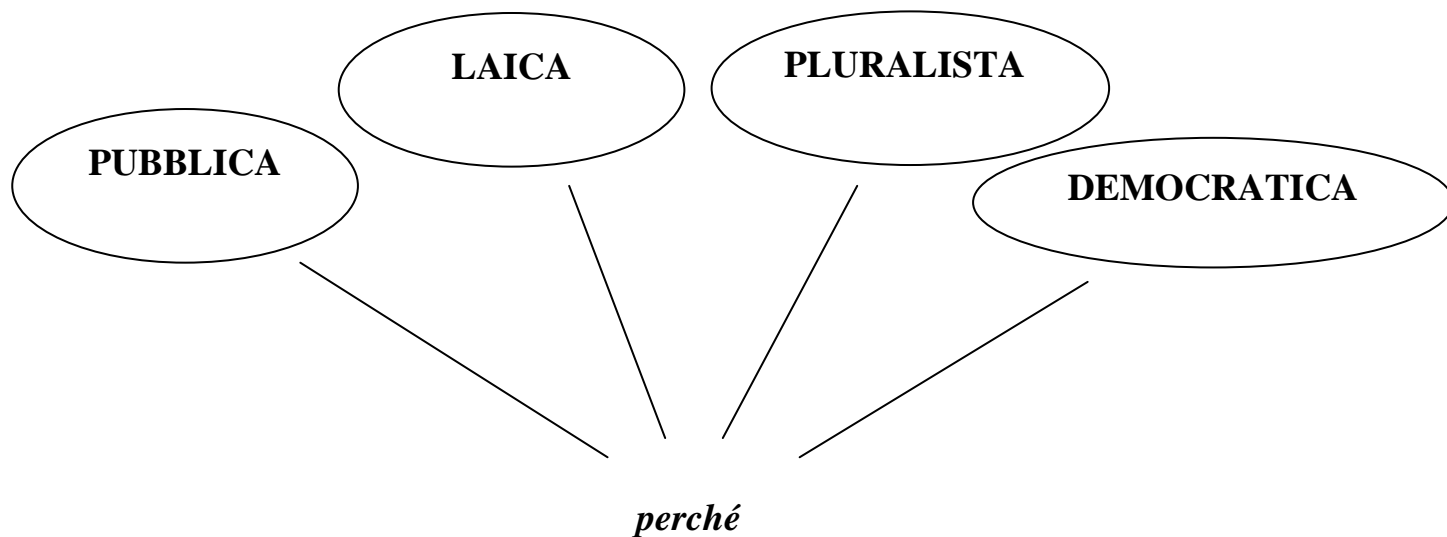 PUBBLICA
LAICA
PLURALISTA
DEMOCRATICA
perché